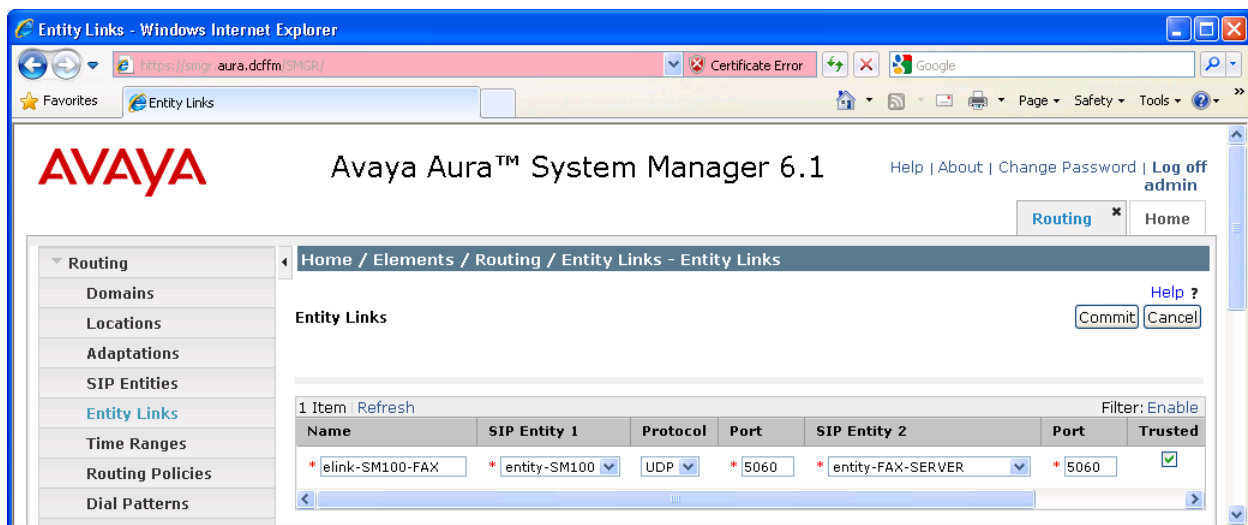 Entity Links - Windows Internet Explorer
https://smgr.aura.dcffm/SMGR/
Certificate Error
Google
Favorites
Entity Links
Page
Safety
Tools
»
AVAYA
Avaya Aura™ System Manager 6.1
Help | About | Change Password | Log off admin
Routing
Home
Routing
Domains
Locations
Adaptations
SIP Entities
Entity Links
Time Ranges
Routing Policies
Dial Patterns
Home / Elements / Routing / Entity Links - Entity Links
Help ?
Entity Links
Commit
Cancel
1 Item | Refresh
Filter: Enable
Name SIP Entity 1 Protocol Port SIP Entity 2 Port Trusted
* elink-SM100-FAX * entity-SM100 UDP * 5060 * entity-FAX-SERVER * 5060